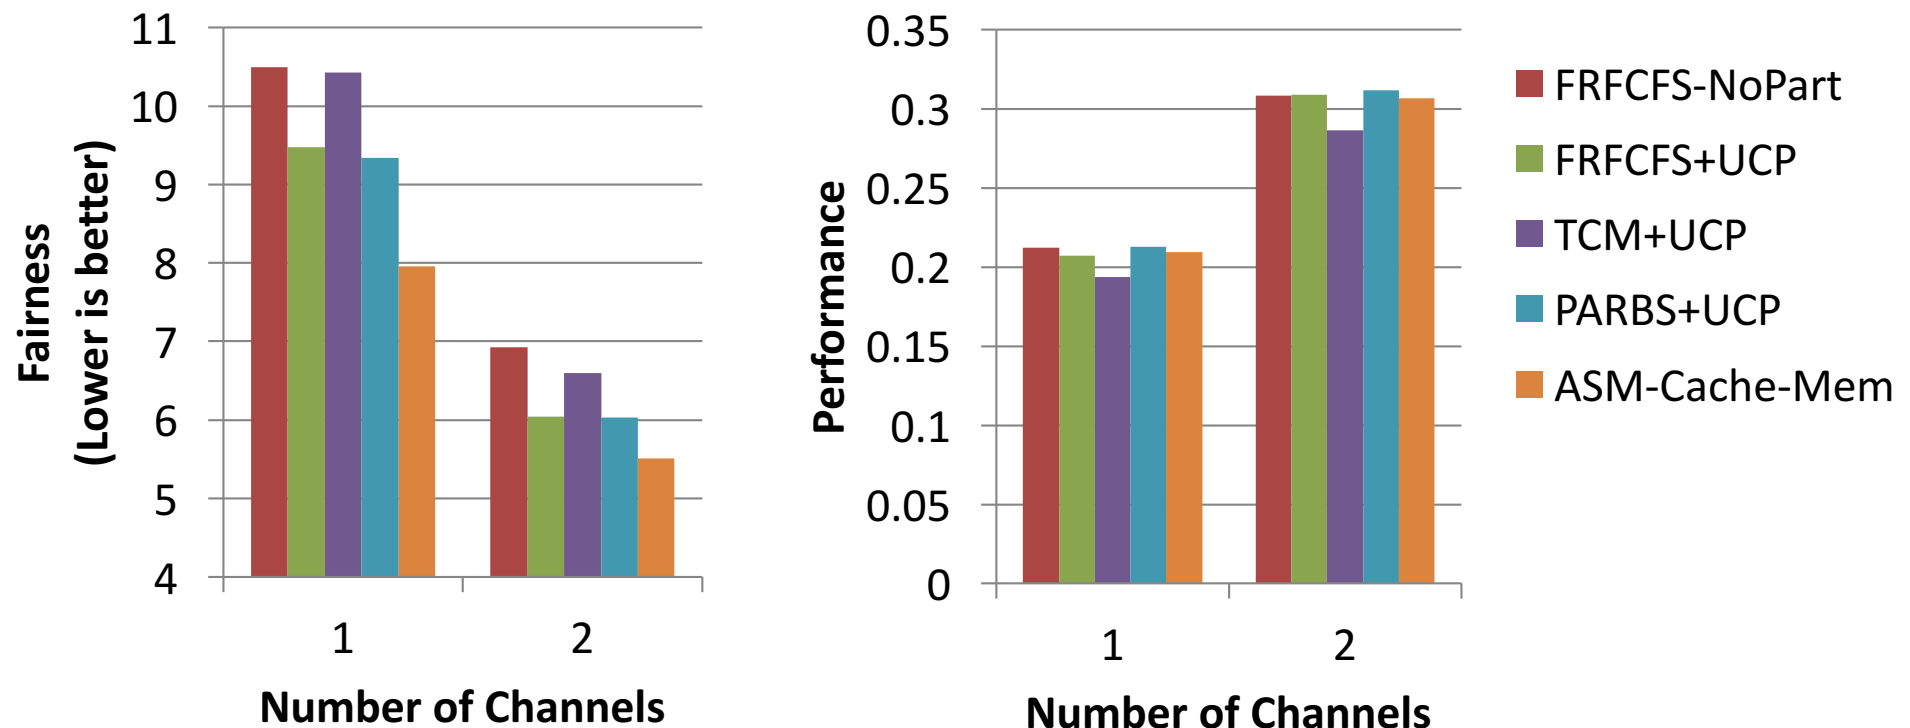 11
10
9
8
7
6
5
4
Fairness
(Lower is better)
1
2
Number of Channels
0.35
0.3
0.25
0.2
0.15
0.1
0.05
0
Performance
1
2
Number of Channels
FRFCFS-NoPart
FRFCFS+UCP
TCM+UCP
PARBS+UCP
ASM-Cache-Mem